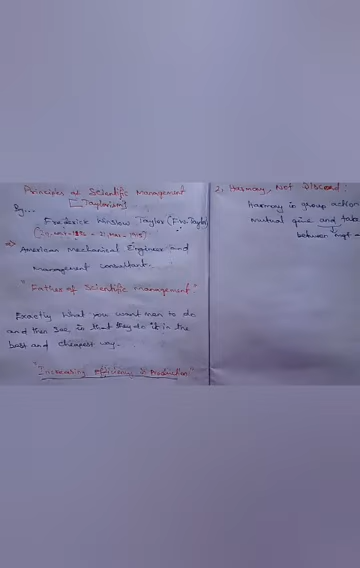 Principles of Scientific Management
[Taylorism]
By...
Frederick Winslow Taylor (F.W. Taylor)
⇒ American Mechanical Engineer and
Management consultant.
"Father of Scientific management"
Exactly what you want men to do
and then see in that they do it in the
best and cheapest way.
"Increasing efficiency in Production"
2. Harmony, Not Discord:
harmony in group action
mutual give and take
between mgt